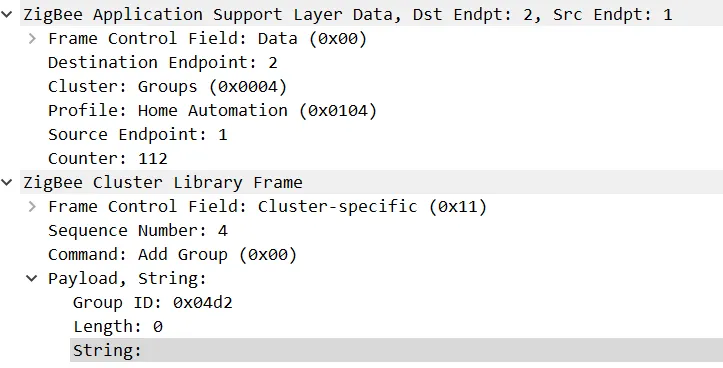 ZigBee Application Support Layer Data, Dst Endpt: 2, Src Endpt: 1
Frame Control Field: Data (0x00)
Destination Endpoint: 2
Cluster: Groups (0x0004)
Profile: Home Automation (0x0104)
Source Endpoint: 1
Counter: 112
ZigBee Cluster Library Frame
Frame Control Field: Cluster-specific (0x11)
Sequence Number: 4
Command: Add Group (0x00)
Payload, String:
Group ID: 0x04d2
Length: 0
String: